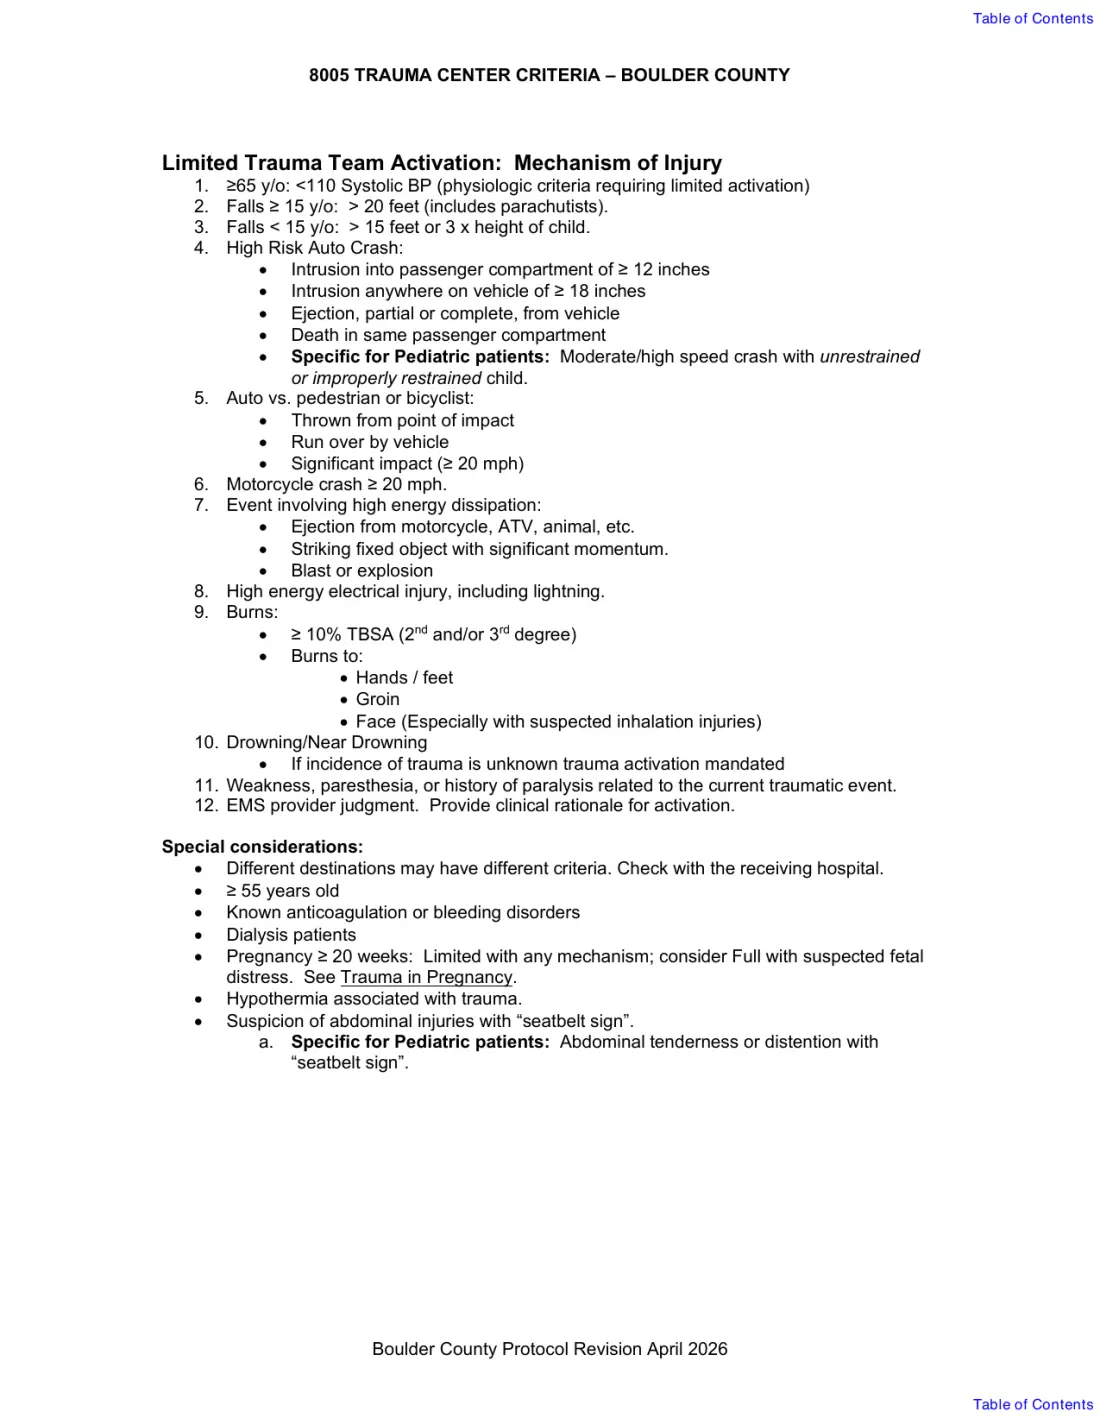 Table of Contents
8005 TRAUMA CENTER CRITERIA – BOULDER COUNTY
Limited Trauma Team Activation:  Mechanism of Injury
1. ≥65 y/o: <110 Systolic BP (physiologic criteria requiring limited activation)
2. Falls ≥ 15 y/o:  > 20 feet (includes parachutists).
3. Falls < 15 y/o:  > 15 feet or 3 x height of child.
4. High Risk Auto Crash:
• Intrusion into passenger compartment of ≥ 12 inches
• Intrusion anywhere on vehicle of ≥ 18 inches
• Ejection, partial or complete, from vehicle
• Death in same passenger compartment
• Specific for Pediatric patients:  Moderate/high speed crash with unrestrained
or improperly restrained child.
5. Auto vs. pedestrian or bicyclist:
• Thrown from point of impact
• Run over by vehicle
• Significant impact (≥ 20 mph)
6. Motorcycle crash ≥ 20 mph.
7. Event involving high energy dissipation:
• Ejection from motorcycle, ATV, animal, etc.
• Striking fixed object with significant momentum.
• Blast or explosion
8. High energy electrical injury, including lightning.
9. Burns:
• ≥ 10% TBSA (2nd and/or 3rd degree)
• Burns to:
• Hands / feet
• Groin
• Face (Especially with suspected inhalation injuries)
10. Drowning/Near Drowning
• If incidence of trauma is unknown trauma activation mandated
11. Weakness, paresthesia, or history of paralysis related to the current traumatic event.
12. EMS provider judgment.  Provide clinical rationale for activation.
Special considerations:
• Different destinations may have different criteria. Check with the receiving hospital.
• ≥ 55 years old
• Known anticoagulation or bleeding disorders
• Dialysis patients
• Pregnancy ≥ 20 weeks:  Limited with any mechanism; consider Full with suspected fetal
distress.  See Trauma in Pregnancy.
• Hypothermia associated with trauma.
• Suspicion of abdominal injuries with “seatbelt sign”.
a. Specific for Pediatric patients:  Abdominal tenderness or distention with
“seatbelt sign”.
Boulder County Protocol Revision April 2026
Table of Contents